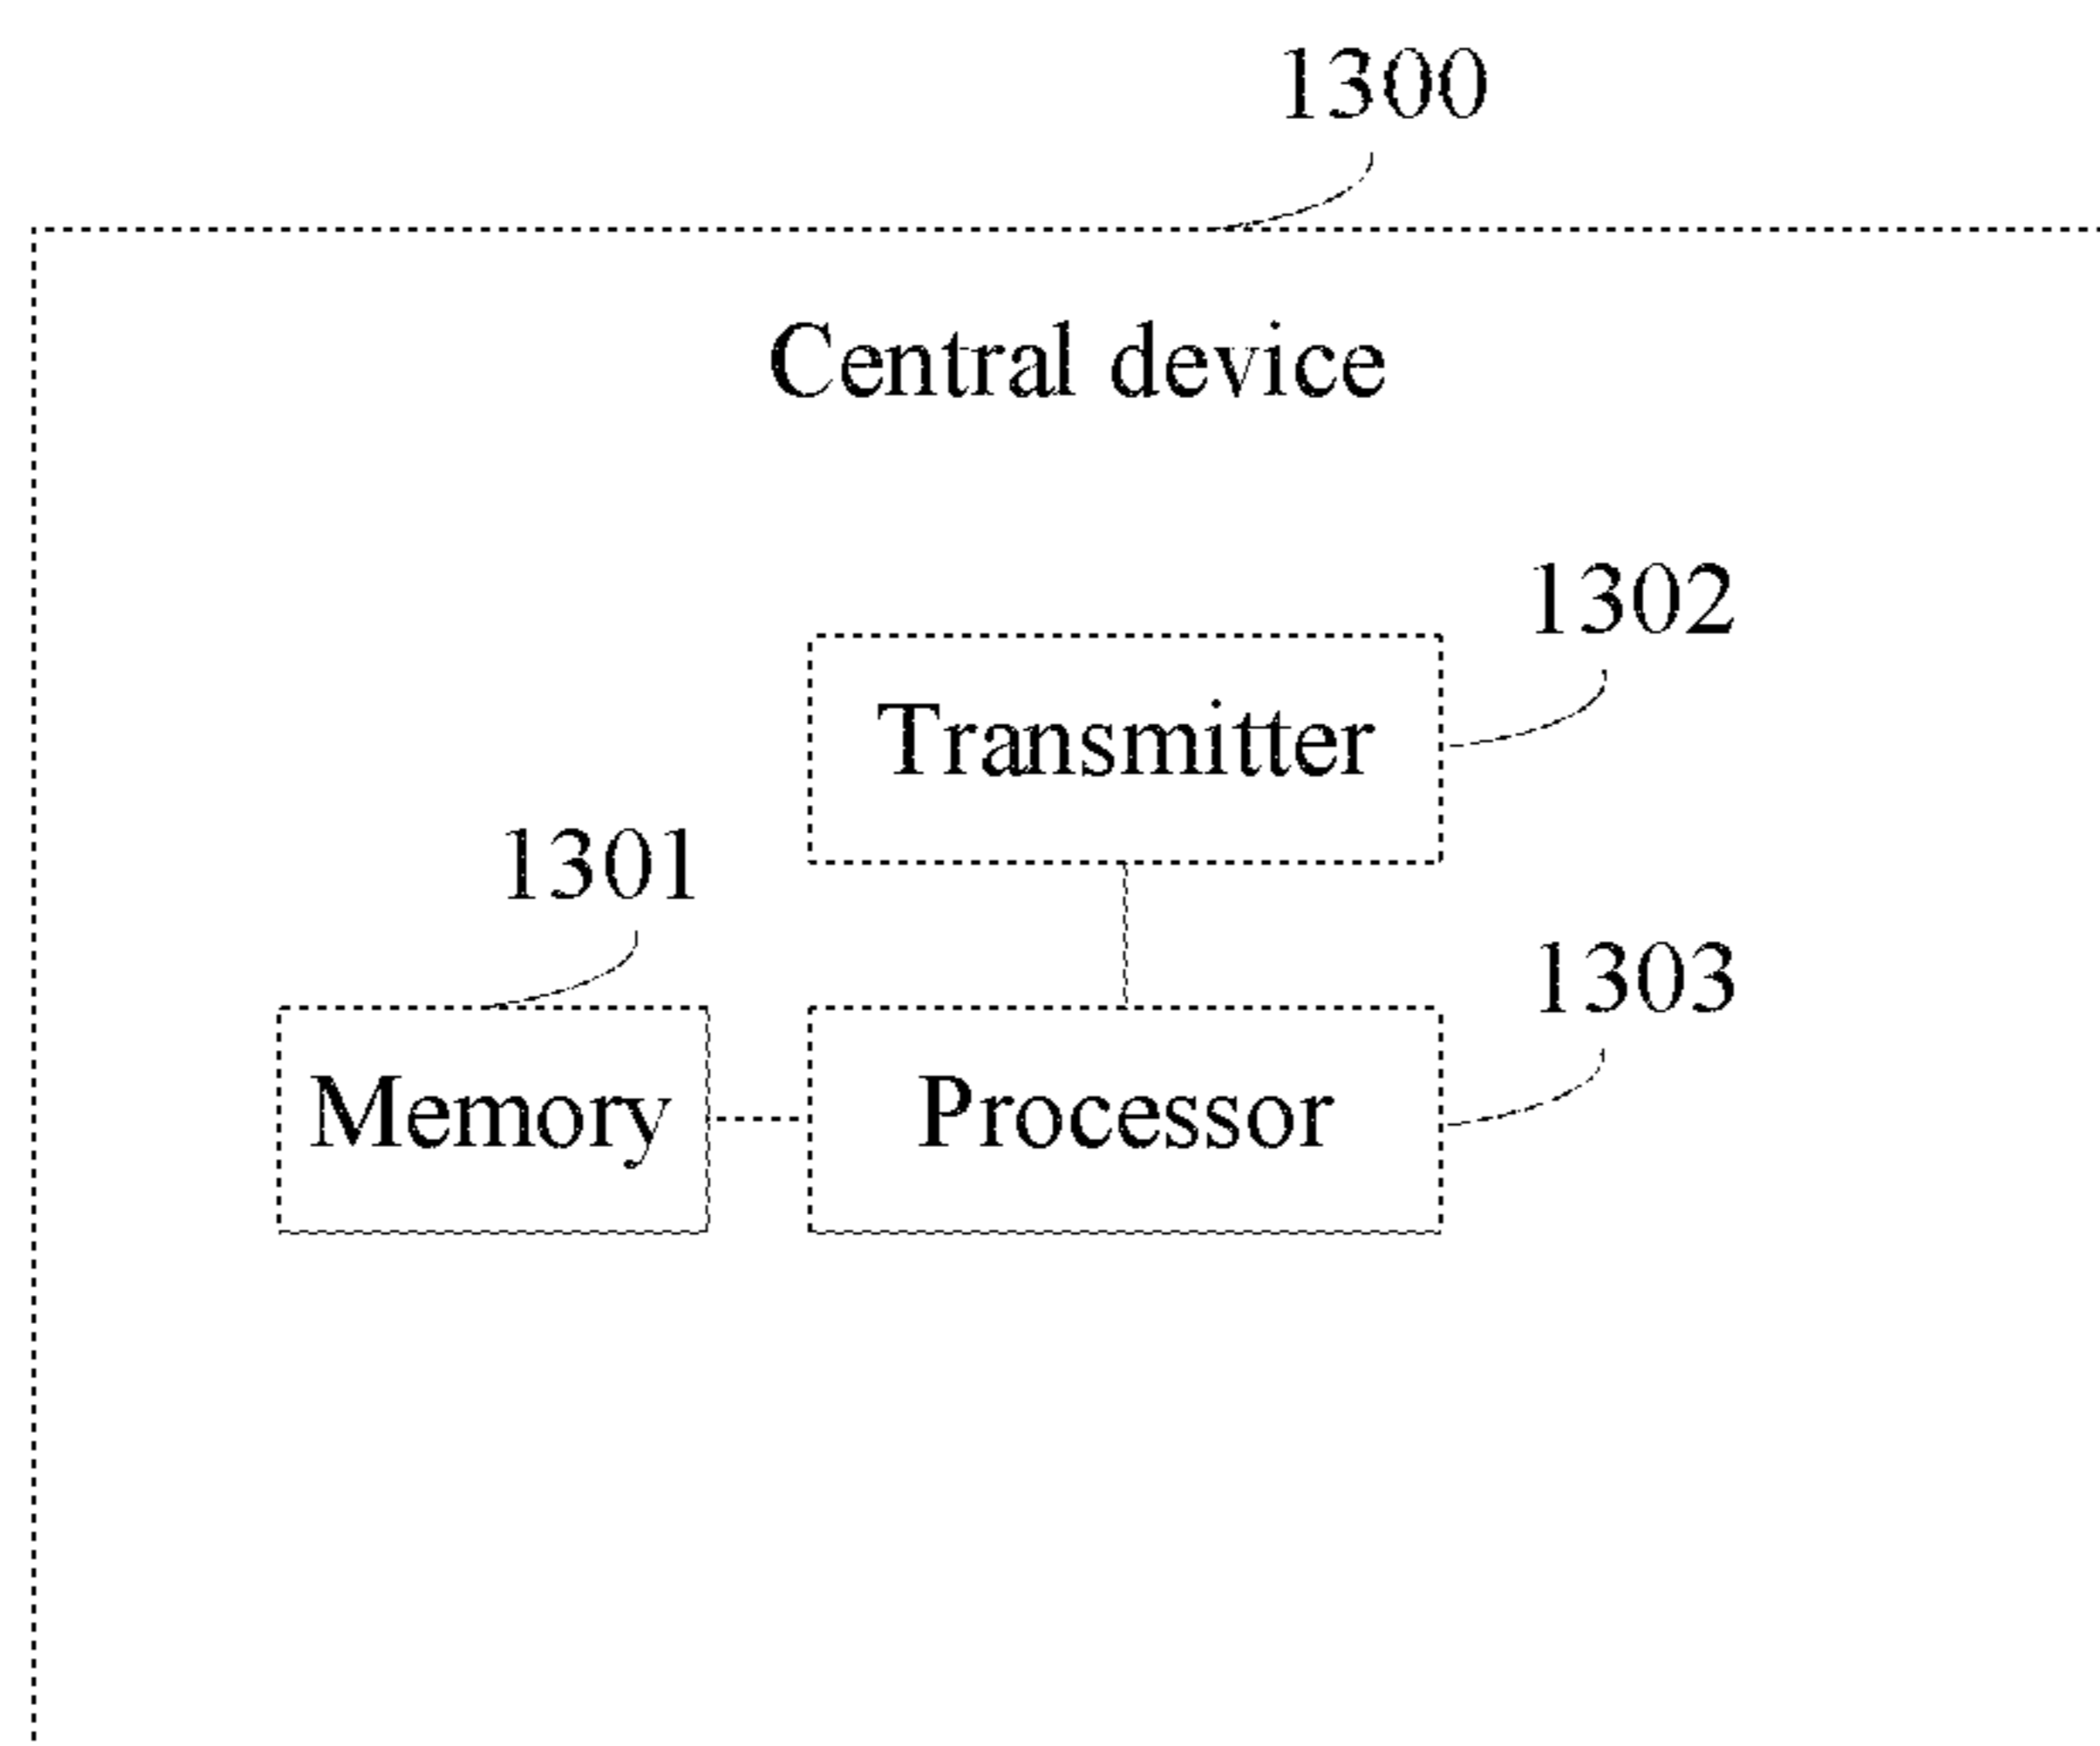 1300
Central device
1302
Transmitter
1301
1303
Memory
Processor